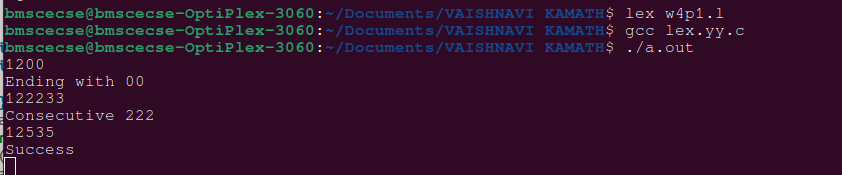 bmscecse@bmscecse-OptiPlex-3060:~/Documents/VAISHNAVI KAMATH$ lex w4p1.l
bmscecse@bmscecse-OptiPlex-3060:~/Documents/VAISHNAVI KAMATH$ gcc lex.yy.c
bmscecse@bmscecse-OptiPlex-3060:~/Documents/VAISHNAVI KAMATH$ ./a.out
1200
Ending with 00
122233
Consecutive 222
12535
Success